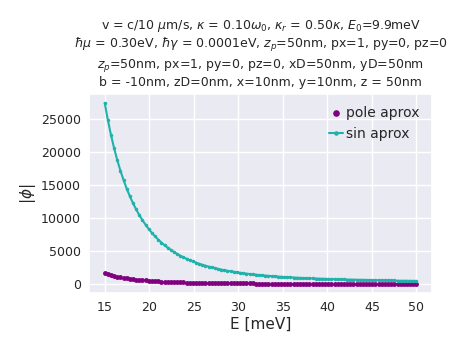 v = c/10 μm/s, κ = 0.10ω₀, κᵣ = 0.50κ, E₀=9.9meV
ℏμ = 0.30eV, ℏγ = 0.0001eV, zₚ=50nm, px=1, py=0, pz=0
zₚ=50nm, px=1, py=0, pz=0, xD=50nm, yD=50nm
b = -10nm, zD=0nm, x=10nm, y=10nm, z = 50nm
pole aprox
sin aprox
|ϕ|
25000
20000
15000
10000
5000
0
15 20 25 30 35 40 45 50
E [meV]